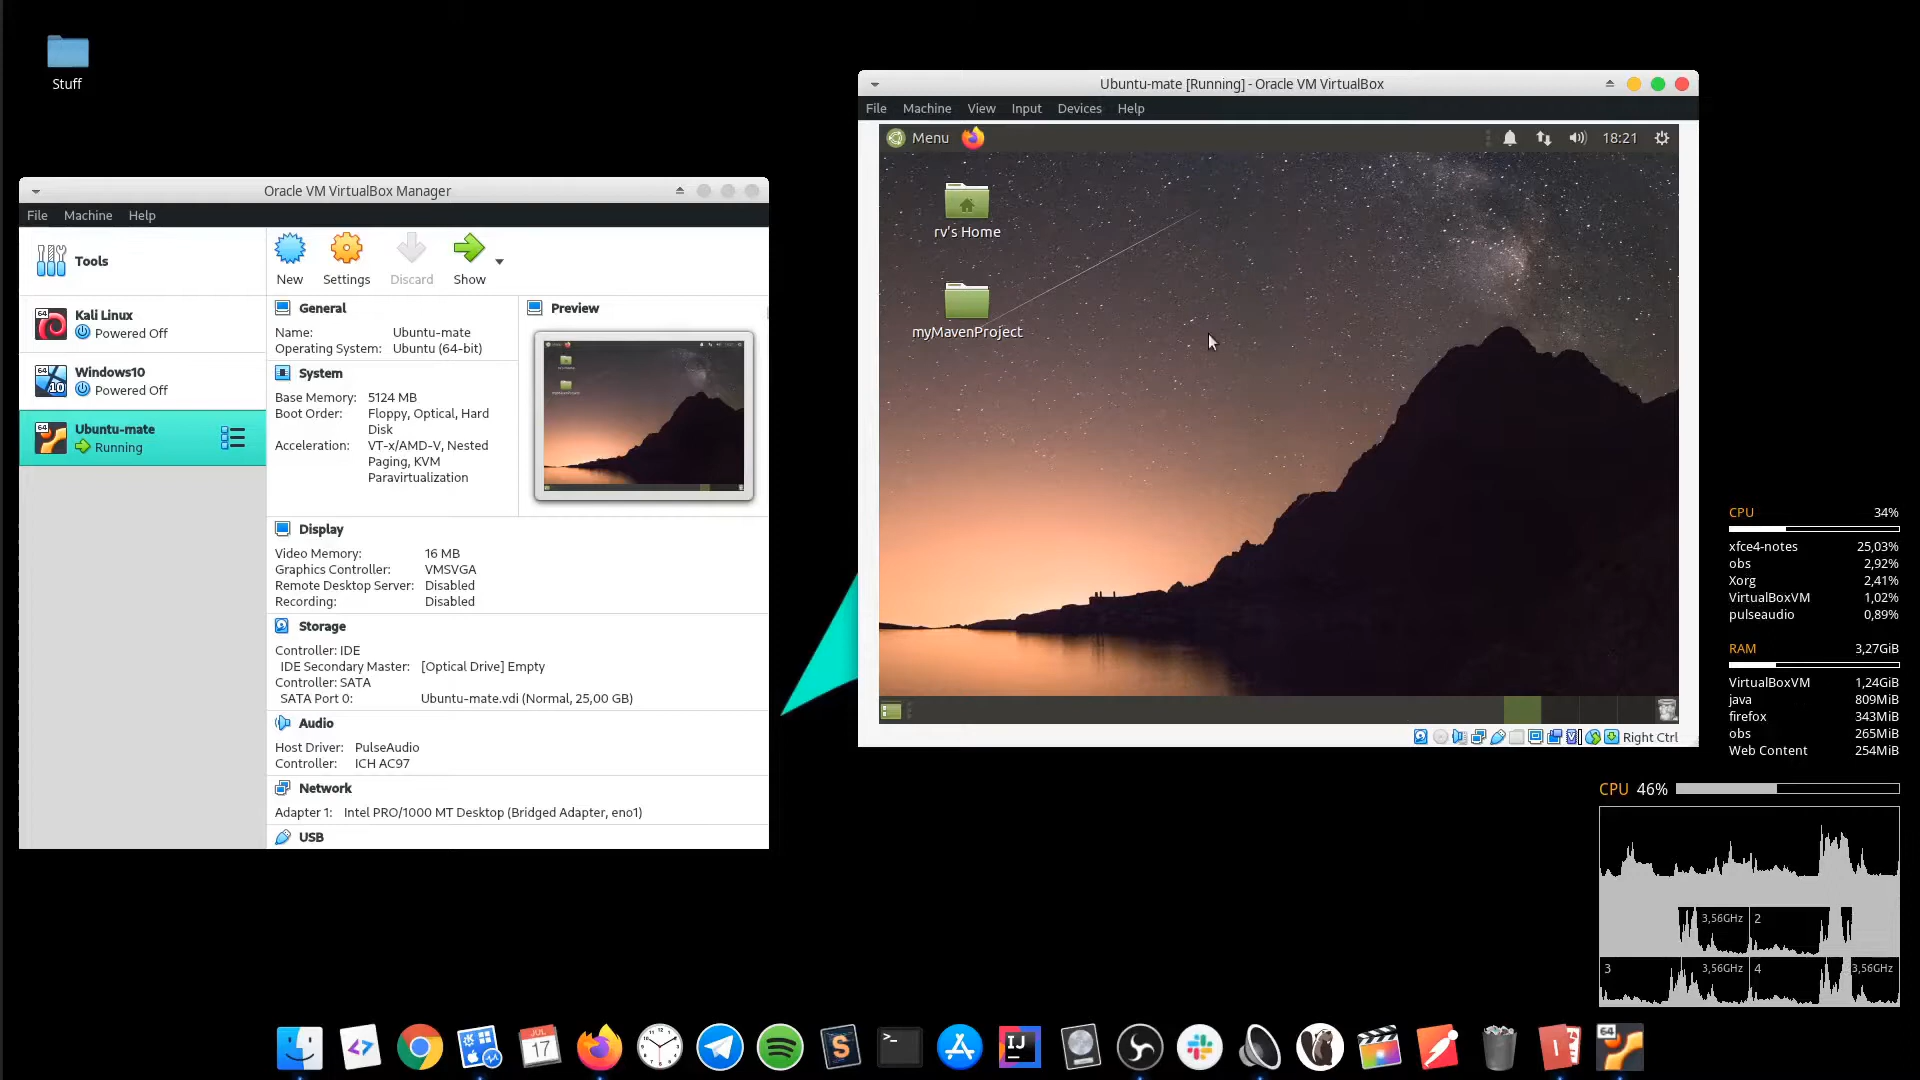 Stuff
Oracle VM VirtualBox Manager
File Machine Help
Tools
New Settings Discard Show
64 Kali Linux
Powered Off
64 10 Windows10
Powered Off
64 Ubuntu-mate
Running
General
Name: Ubuntu-mate
Operating System: Ubuntu (64-bit)
System
Base Memory: 5124 MB
Boot Order: Floppy, Optical, Hard
Disk
Acceleration: VT-x/AMD-V, Nested
Paging, KVM
Paravirtualization
Preview
Display
Video Memory: 16 MB
Graphics Controller: VMSVGA
Remote Desktop Server: Disabled
Recording: Disabled
Storage
Controller: IDE
IDE Secondary Master: [Optical Drive] Empty
Controller: SATA
SATA Port 0: Ubuntu-mate.vdi (Normal, 25,00 GB)
Audio
Host Driver: PulseAudio
Controller: ICH AC97
Network
Adapter 1: Intel PRO/1000 MT Desktop (Bridged Adapter, eno1)
USB
Ubuntu-mate [Running] - Oracle VM VirtualBox
File Machine View Input Devices Help
Menu 18:21
rv's Home
myMavenProject
Right Ctrl
CPU 34%
xfce4-notes 25,03%
obs 2,92%
Xorg 2,41%
VirtualBoxVM 1,02%
pulseaudio 0,89%
RAM 3,27GiB
VirtualBoxVM 1,24GiB
java 809MiB
firefox 343MiB
obs 265MiB
Web Content 254MiB
CPU 46%
3,56GHz 2
3 3,56GHz 4 3,56GHz
JUL
17
S
>_
IJ
I
64